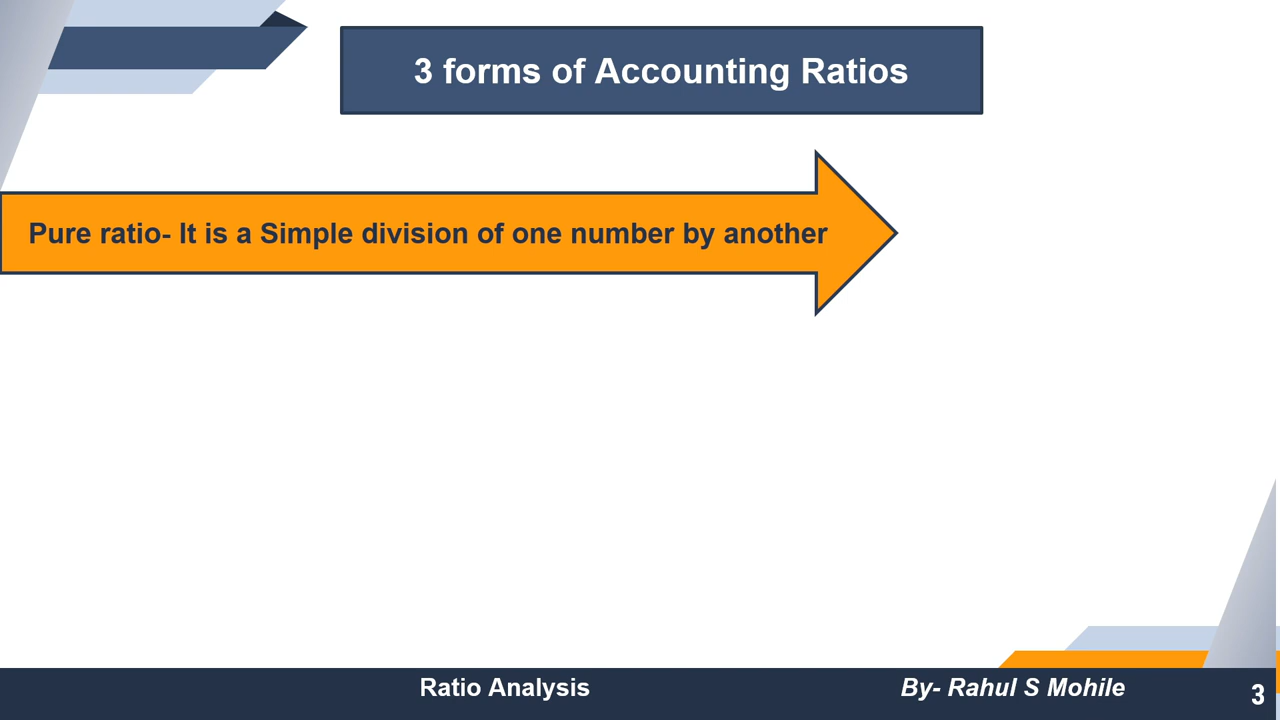 3 forms of Accounting Ratios
Pure ratio- It is a Simple division of one number by another
Ratio Analysis
By- Rahul S Mohile
3